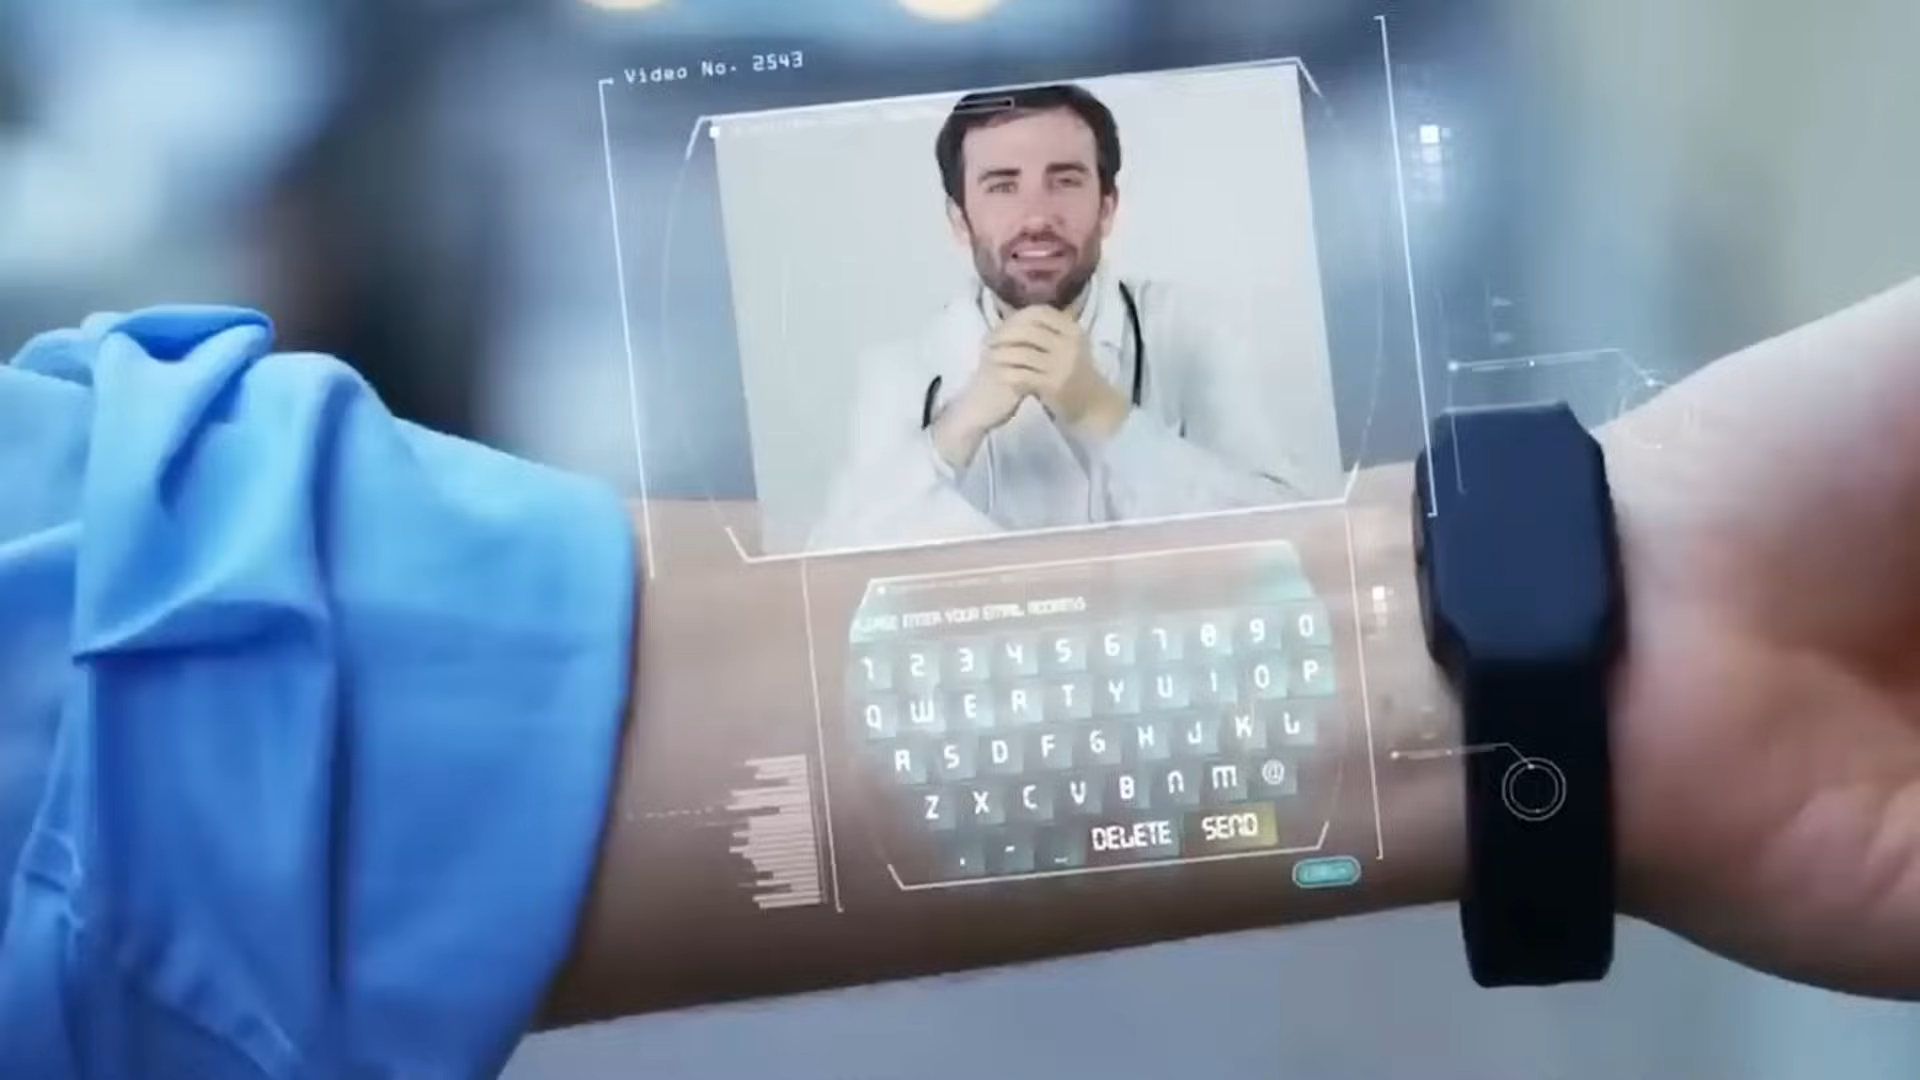 Video No. 2543
PLEASE ENTER YOUR EMAIL ADDRESS
1 2 3 4 5 6 7 8 9 0
Q W E R T Y U I O P
A S D F G H J K L
Z X C V B N M @
. - _ DELETE SEND